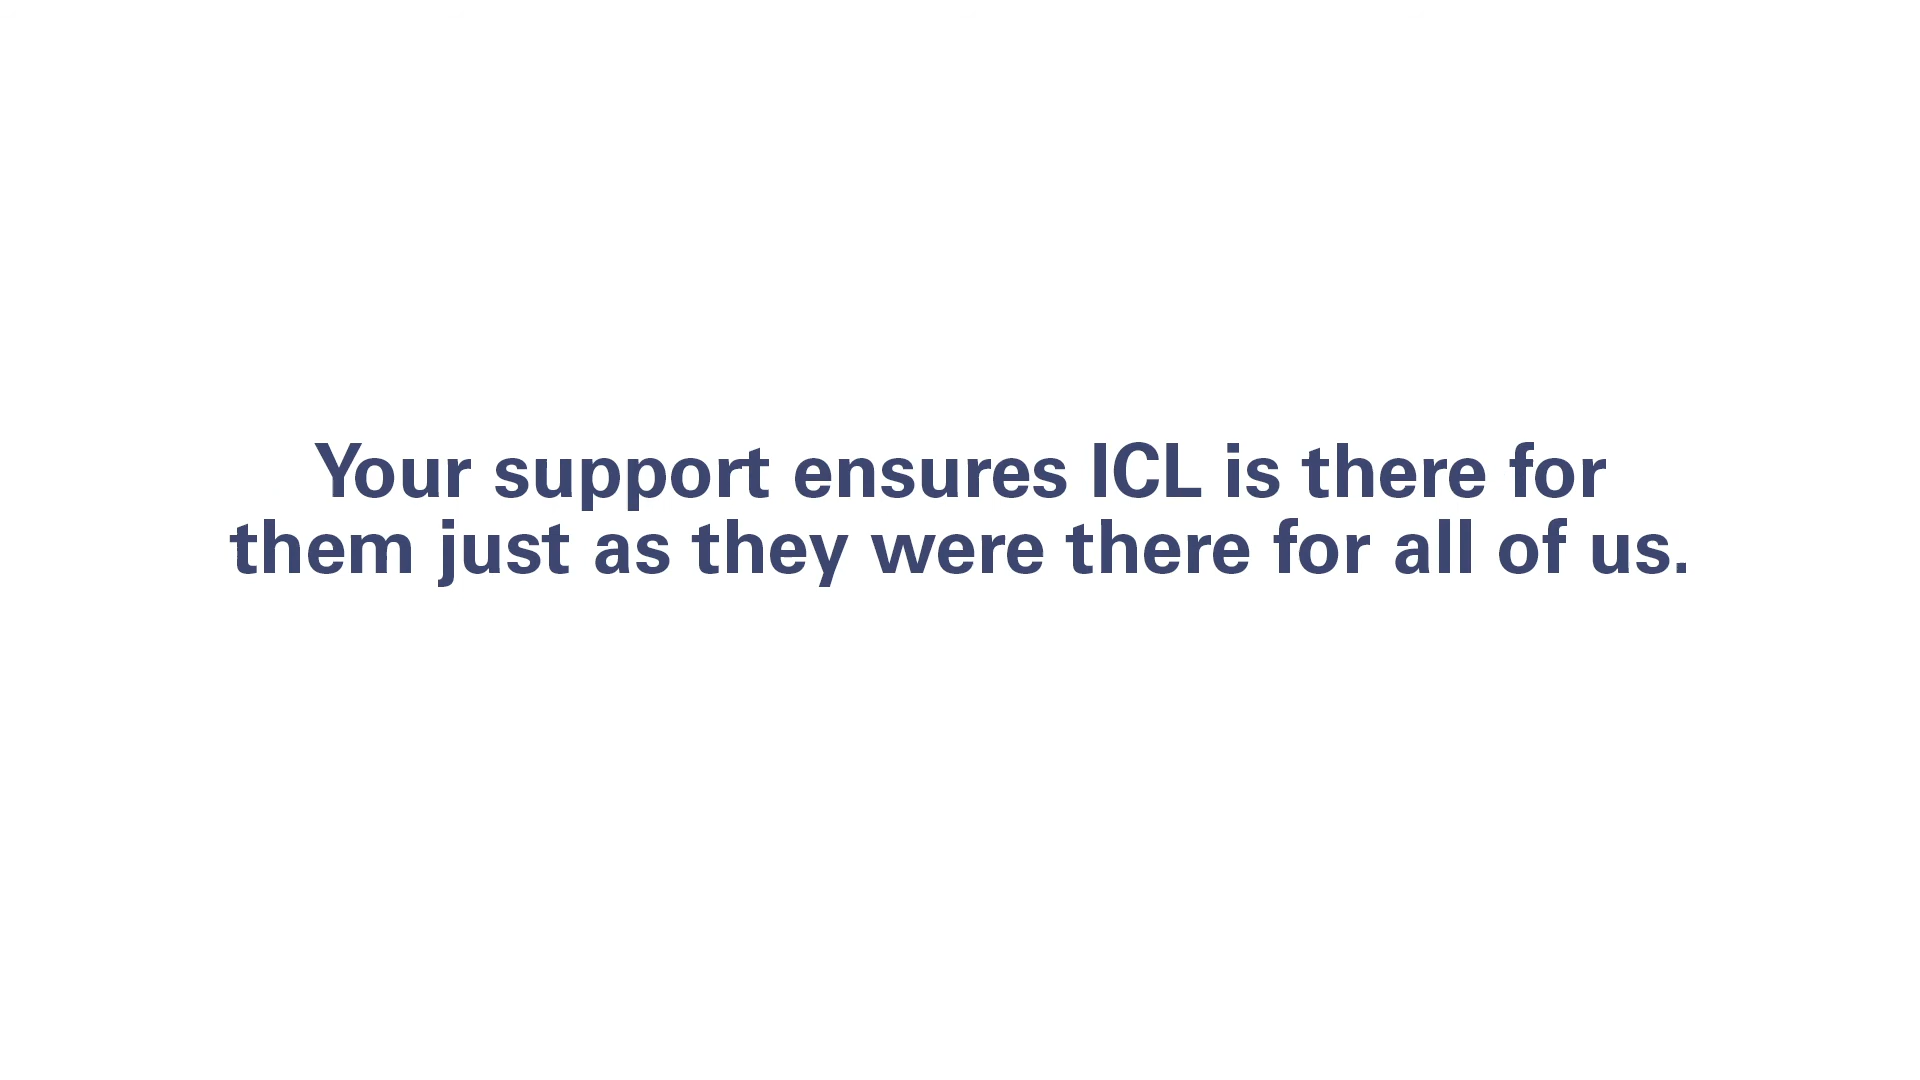 Your support ensures ICL is there for
them just as they were there for all of us.